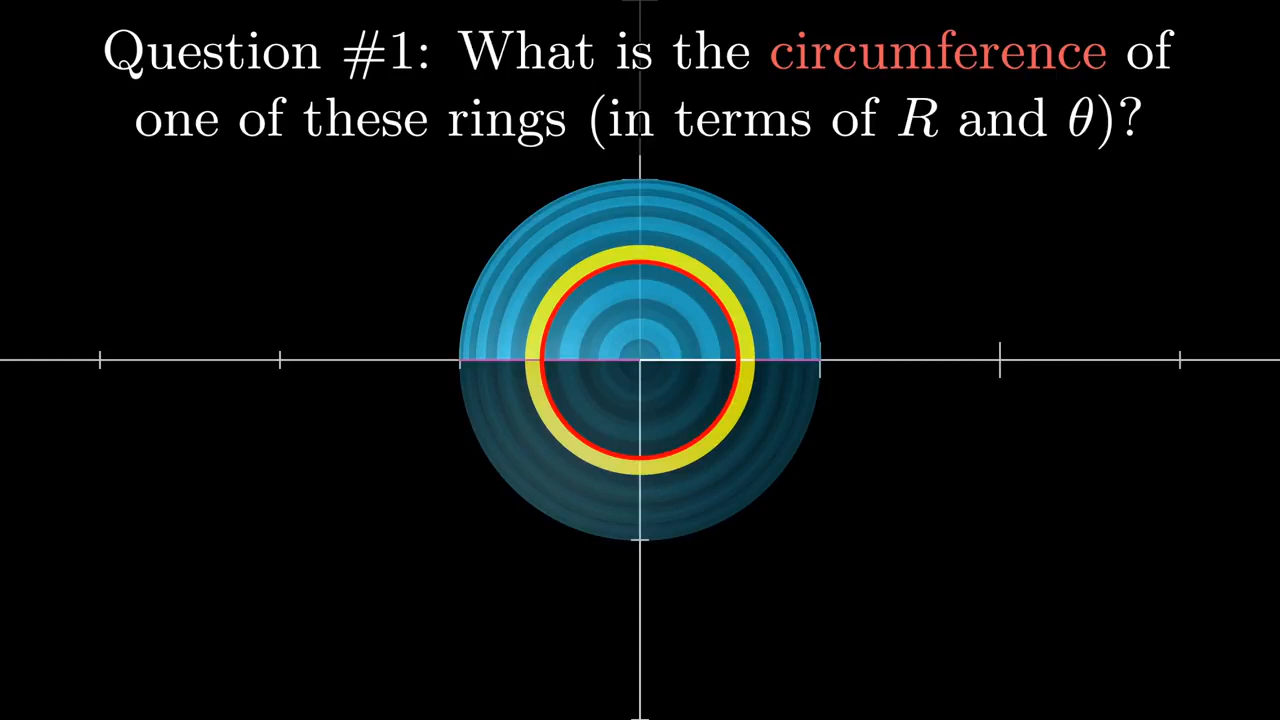 Question #1: What is the circumference of
one of these rings (in terms of R and θ)?